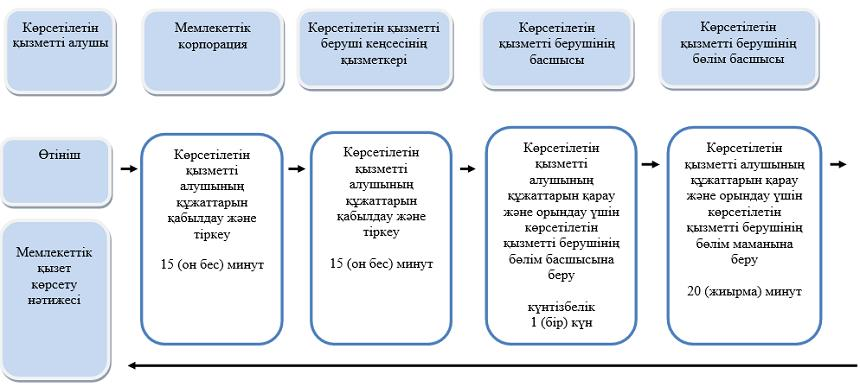 Көрсетілетін
қызметті алушы
Мемлекеттік
корпорация
Көрсетілетін қызметті
беруші кеңсесінің
қызметкері
Көрсетілетін
қызметті берушінің
басшысы
Көрсетілетін
қызметті берушінің
бөлім басшысы
Өтініш
Мемлекеттік
қызет
көрсету
нәтижесі
Көрсетілетін
қызметті
алушының
құжаттарын
қабылдау және
тіркеу
15 (он бес) минут
Көрсетілетін
қызметті
алушының
құжаттарын
қабылдау және
тіркеу
15 (он бес) минут
Көрсетілетін
қызметті
алушының
құжаттарын қарау
және орындау үшін
көрсетілетін
қызметті берушінің
бөлім басшысына
беру
күнтізбелік
1 (бір) күн
Көрсетілетін
қызметті алушының
құжаттарын қарау
және орындау үшін
көрсетілетін
қызметті берушінің
бөлім маманына
беру
20 (жиырма) минут